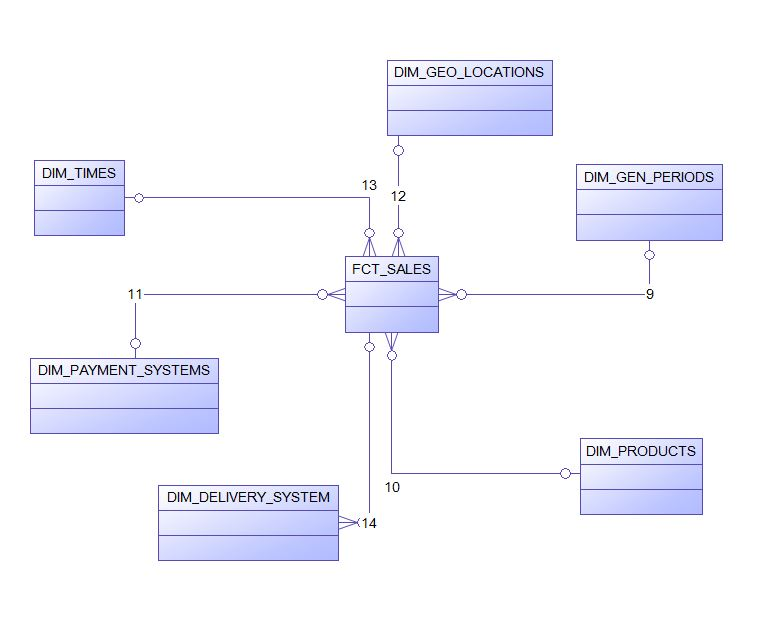 DIM_GEO_LOCATIONS
DIM_TIMES
DIM_GEN_PERIODS
13
12
FCT_SALES
11
9
DIM_PAYMENT_SYSTEMS
DIM_PRODUCTS
10
DIM_DELIVERY_SYSTEM
14